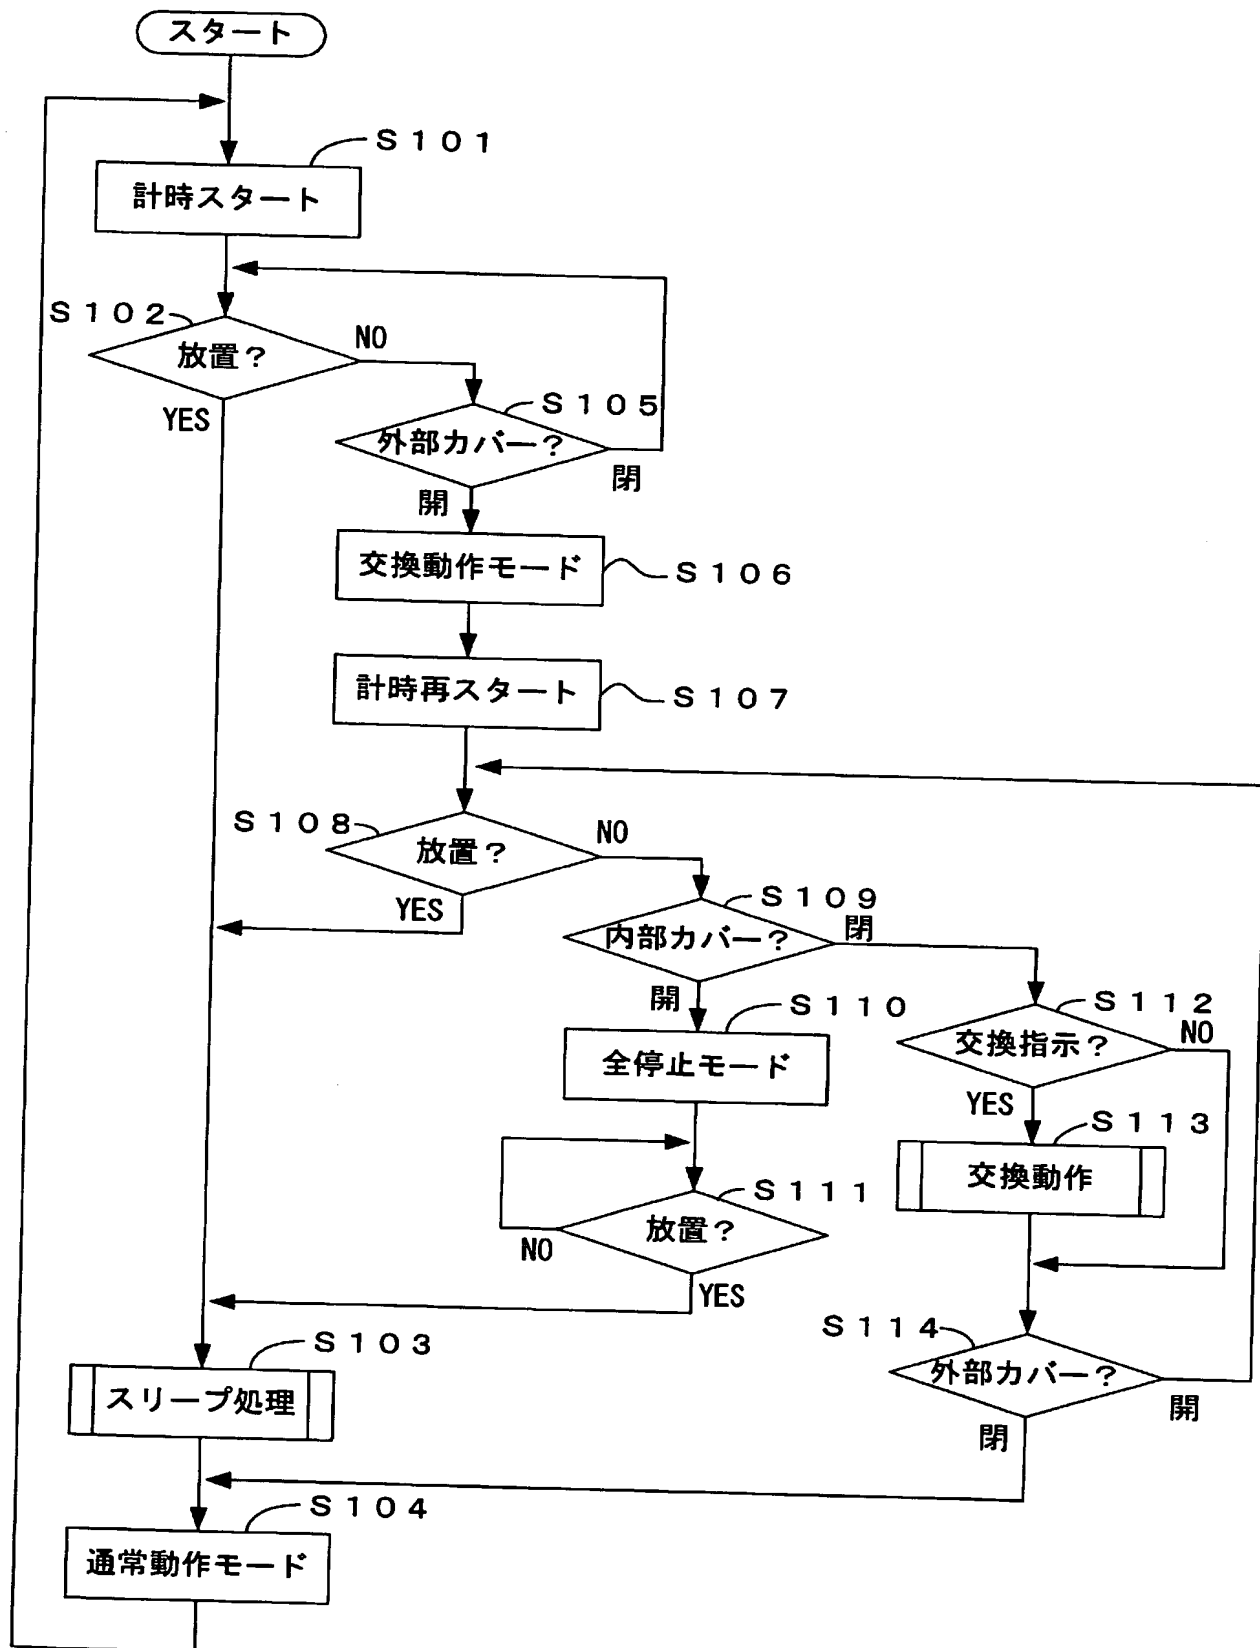 スタート
S101
計時スタート
S102
放置?
NO
YES
S105
外部カバー?
閉
開
交換動作モード
S106
計時再スタート
S107
S108
放置?
NO
YES
S109
内部カバー?
閉
開
S110
全停止モード
S112
交換指示?
NO
YES
S113
交換動作
S111
放置?
NO
YES
S114
外部カバー?
開
閉
S103
スリープ処理
S104
通常動作モード